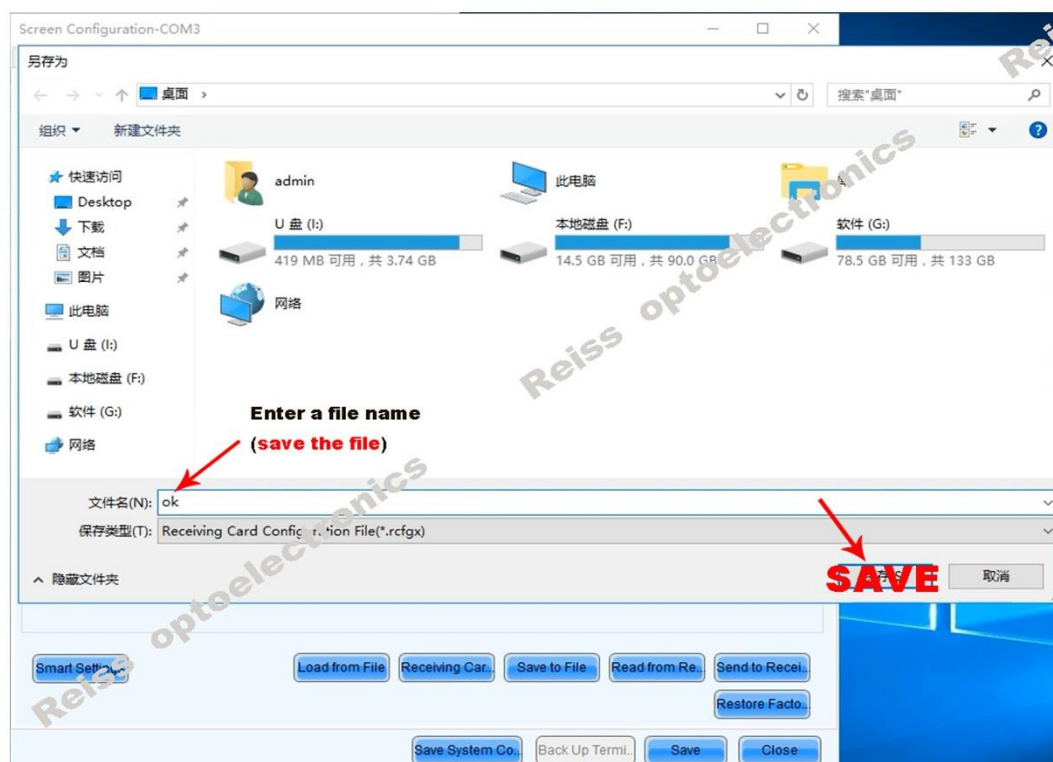 Screen Configuration-COM3
另存为
桌面
搜索"桌面"
组织
新建文件夹
快速访问
Desktop
下载
文档
图片
此电脑
U 盘 (I:)
本地磁盘 (F:)
软件 (G:)
网络
admin
此电脑
U 盘 (I:)
419 MB 可用，共 3.74 GB
本地磁盘 (F:)
14.5 GB 可用，共 90.0 GB
软件 (G:)
78.5 GB 可用，共 133 GB
网络
Reiss optoelectronics
Enter a file name
(save the file)
文件名(N): ok
保存类型(T): Receiving Card Configuration File(*.rcfgx)
隐藏文件夹
SAVE
取消
Reiss optoelectronics
Smart Settings
Load from File
Receiving Car..
Save to File
Read from Re..
Send to Recei..
Restore Facto..
Save System Co..
Back Up Termi..
Save
Close